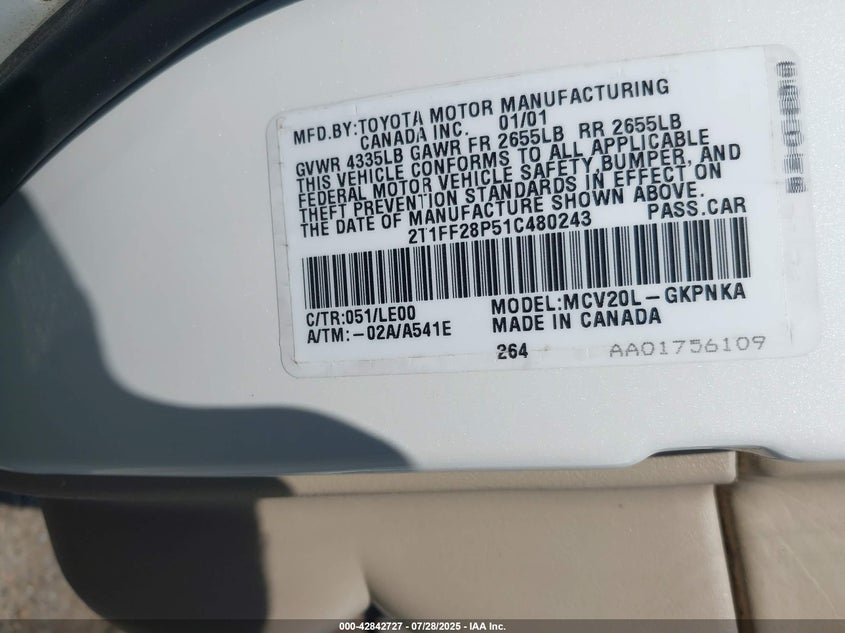 MFD.BY:TOYOTA MOTOR MANUFACTURING
CANADA INC. 01/01
GVWR 4335LB GAWR FR 2655LB RR 2655LB
THIS VEHICLE CONFORMS TO ALL APPLICABLE
FEDERAL MOTOR VEHICLE SAFETY,BUMPER, AND
THEFT PREVENTION STANDARDS IN EFFECT ON
THE DATE OF MANUFACTURE SHOWN ABOVE.
2T1FF28P51C480243 PASS.CAR
C/TR:051/LE00 MODEL:MCV20L-GKPNKA
A/TM:-02A/A541E MADE IN CANADA
264 AA01756109
000-42842727 - 07/28/2025 - IAA Inc.